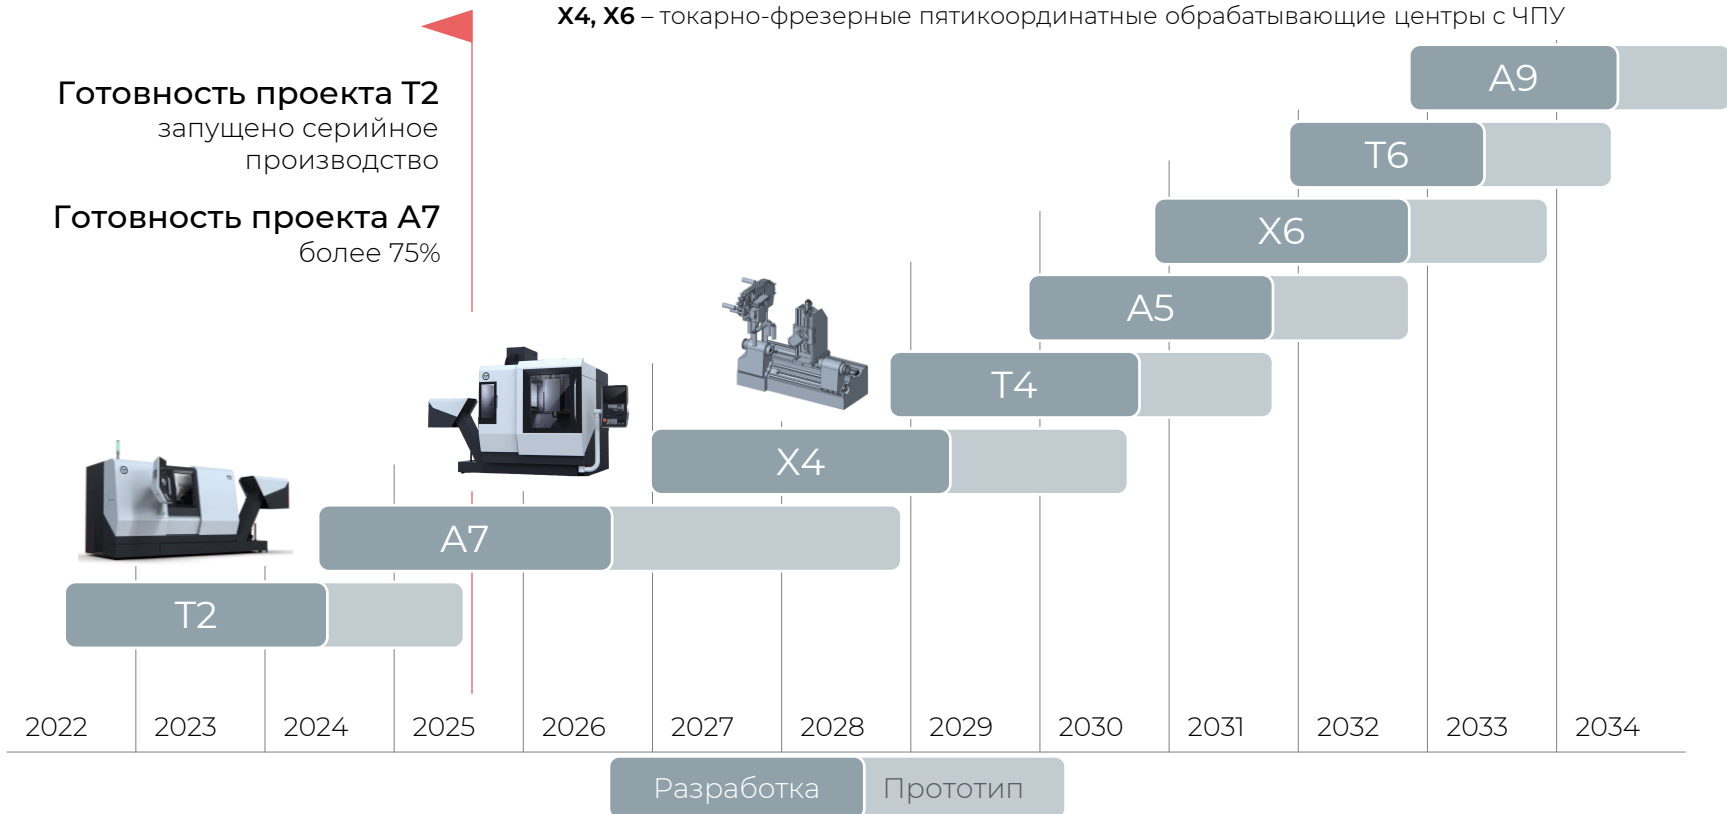 X4, X6 – токарно-фрезерные пятикоординатные обрабатывающие центры с ЧПУ
Готовность проекта Т2
запущено серийное
производство
Готовность проекта А7
более 75%
А9
Т6
Х6
А5
Т4
Х4
А7
Т2
2022 2023 2024 2025 2026 2027 2028 2029 2030 2031 2032 2033 2034
Разработка Прототип